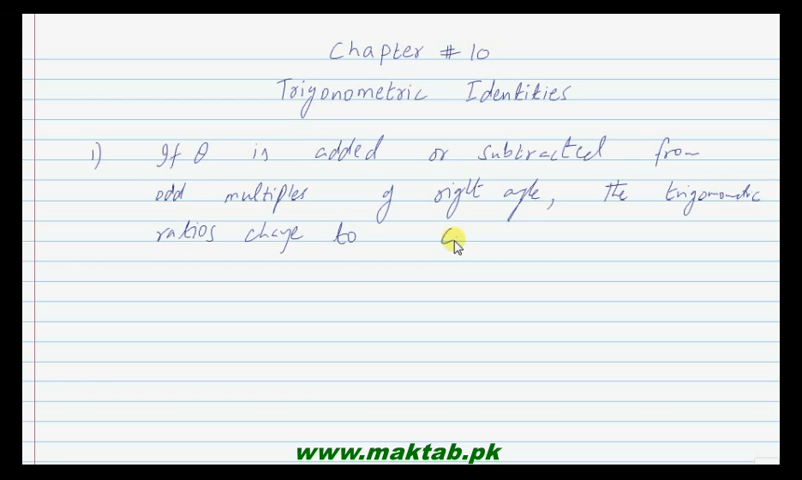 Chapter # 10
Trigonometric Identities
1) If θ is added or subtracted from
odd multiples of right angle, the trigonometric
ratios change to
www.maktab.pk